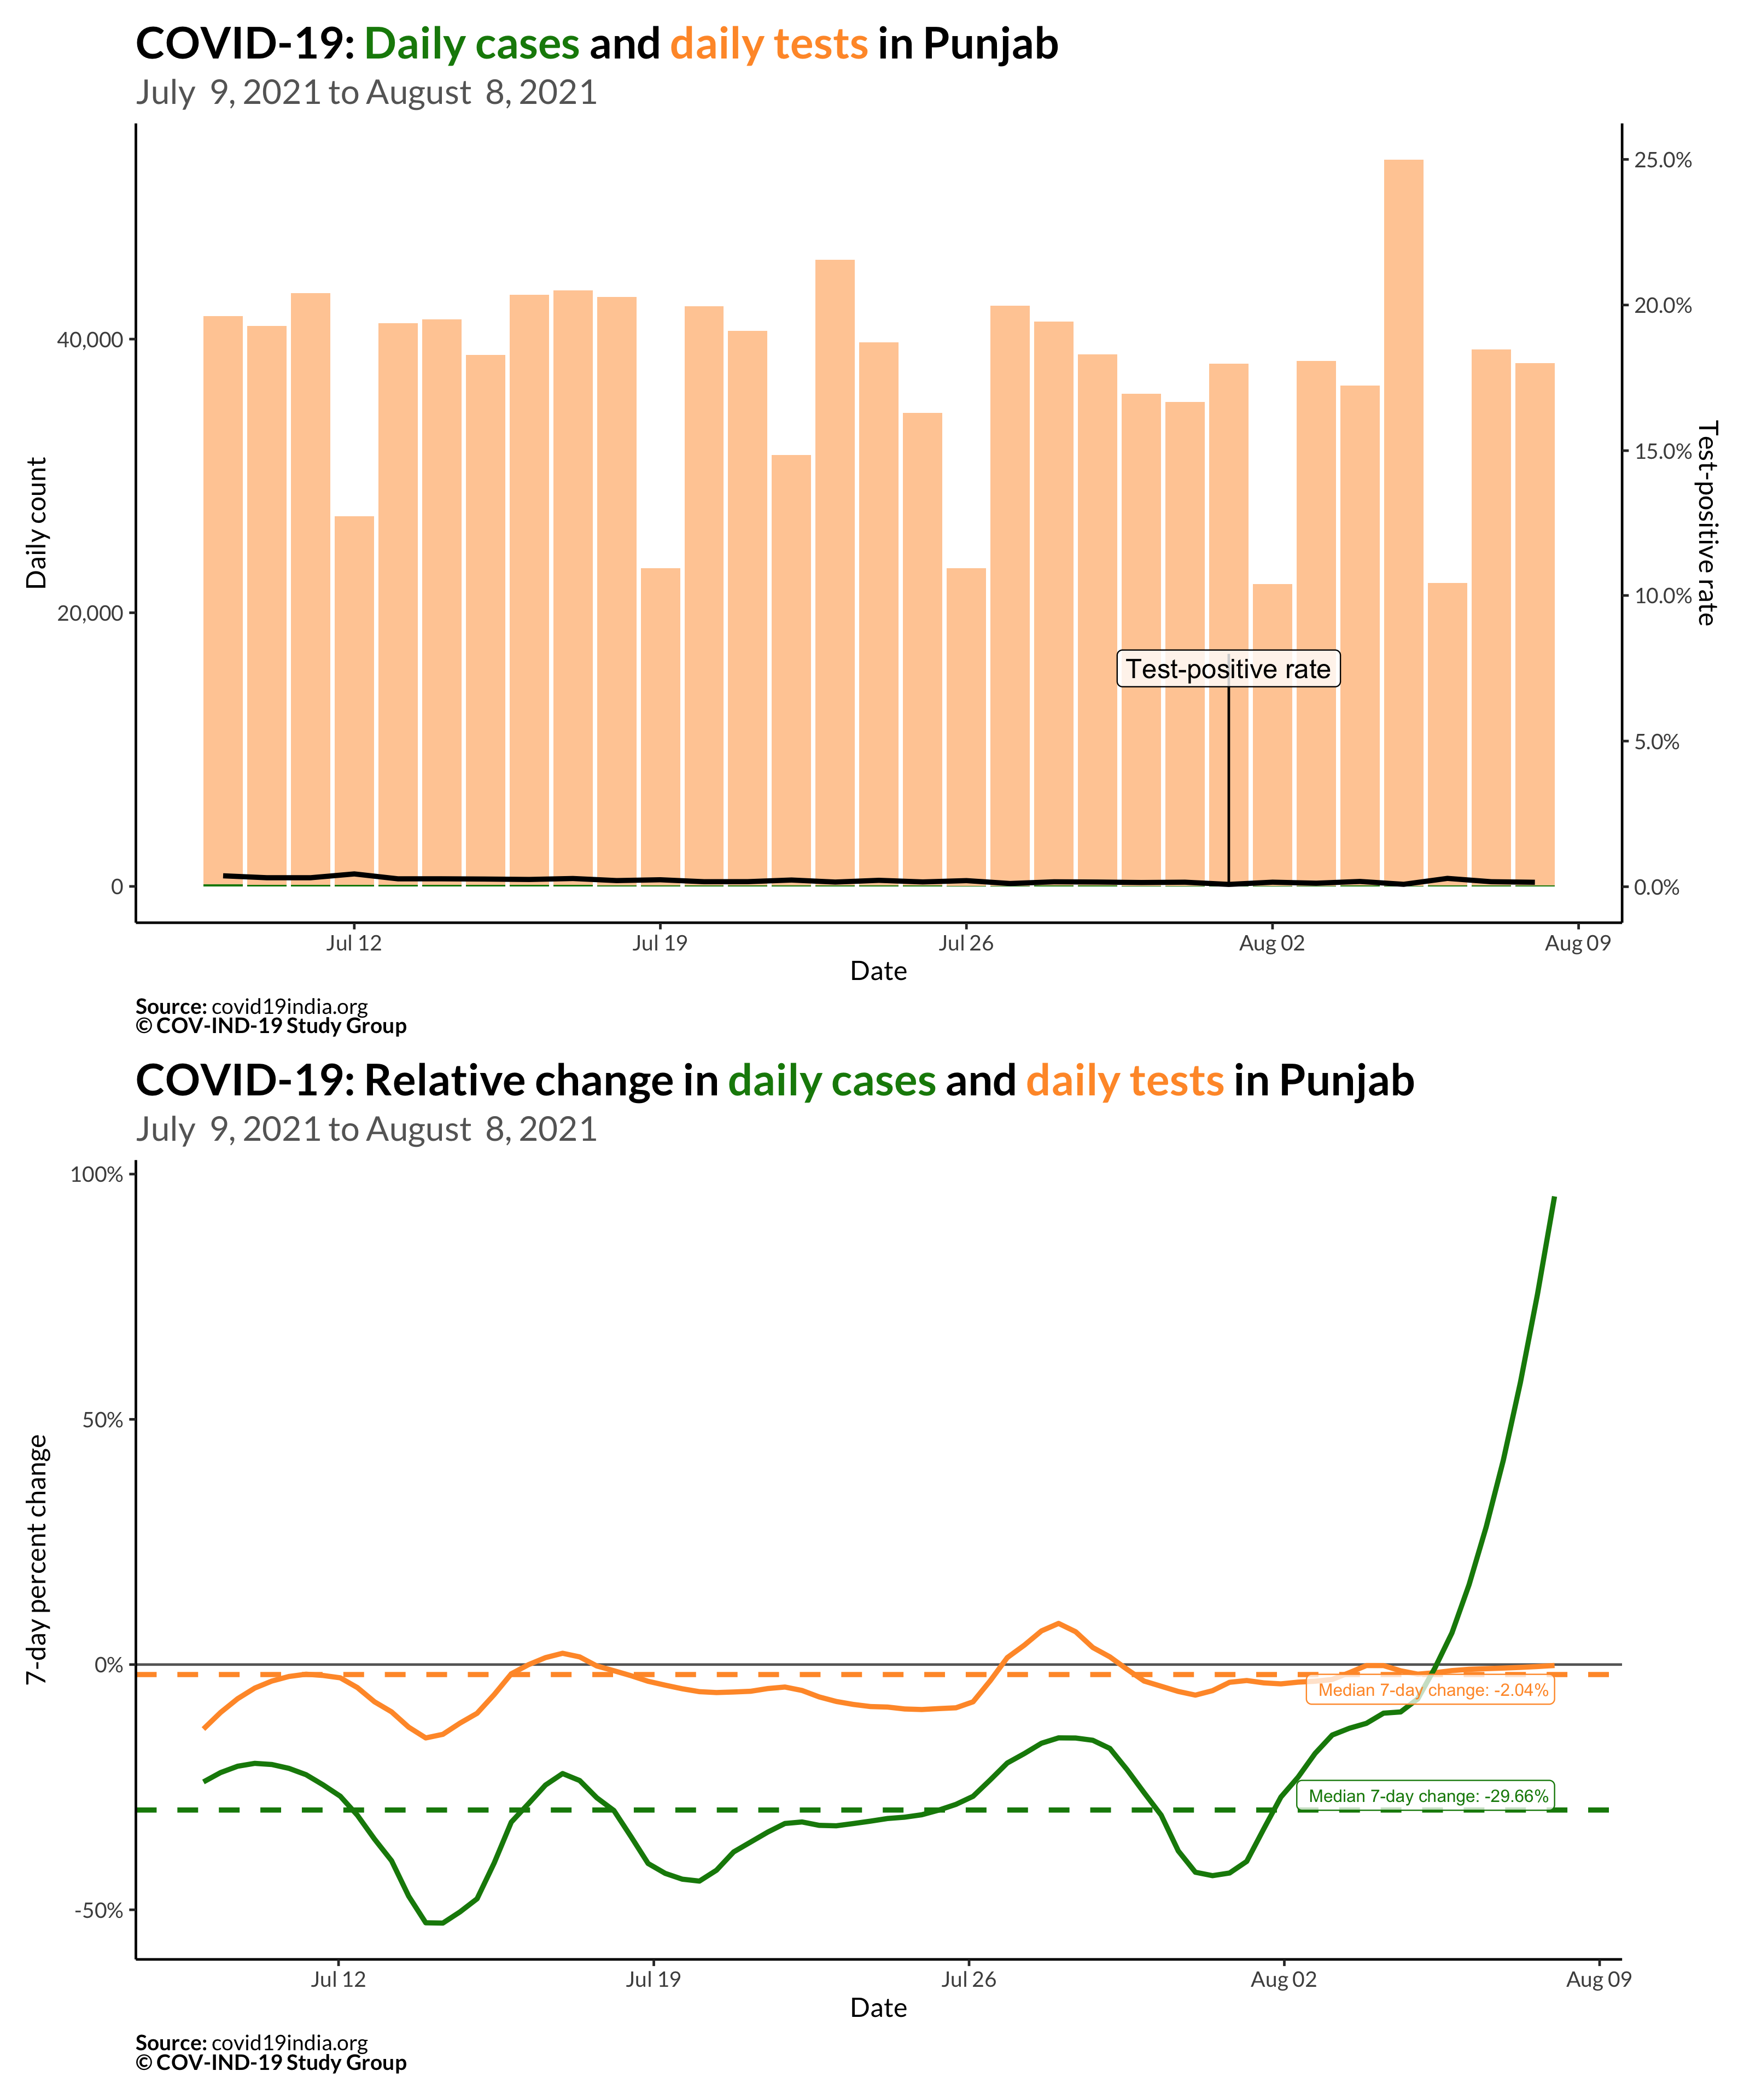 COVID-19: Daily cases and daily tests in Punjab
July 9, 2021 to August 8, 2021
Daily count
40,000
20,000
0
25.0%
20.0%
15.0%
10.0%
5.0%
0.0%
Test-positive rate
Test-positive rate
Jul 12
Jul 19
Jul 26
Aug 02
Aug 09
Date
Source: covid19india.org
© COV-IND-19 Study Group
COVID-19: Relative change in daily cases and daily tests in Punjab
July 9, 2021 to August 8, 2021
7-day percent change
100%
50%
0%
-50%
Median 7-day change: -2.04%
Median 7-day change: -29.66%
Jul 12
Jul 19
Jul 26
Aug 02
Aug 09
Date
Source: covid19india.org
© COV-IND-19 Study Group